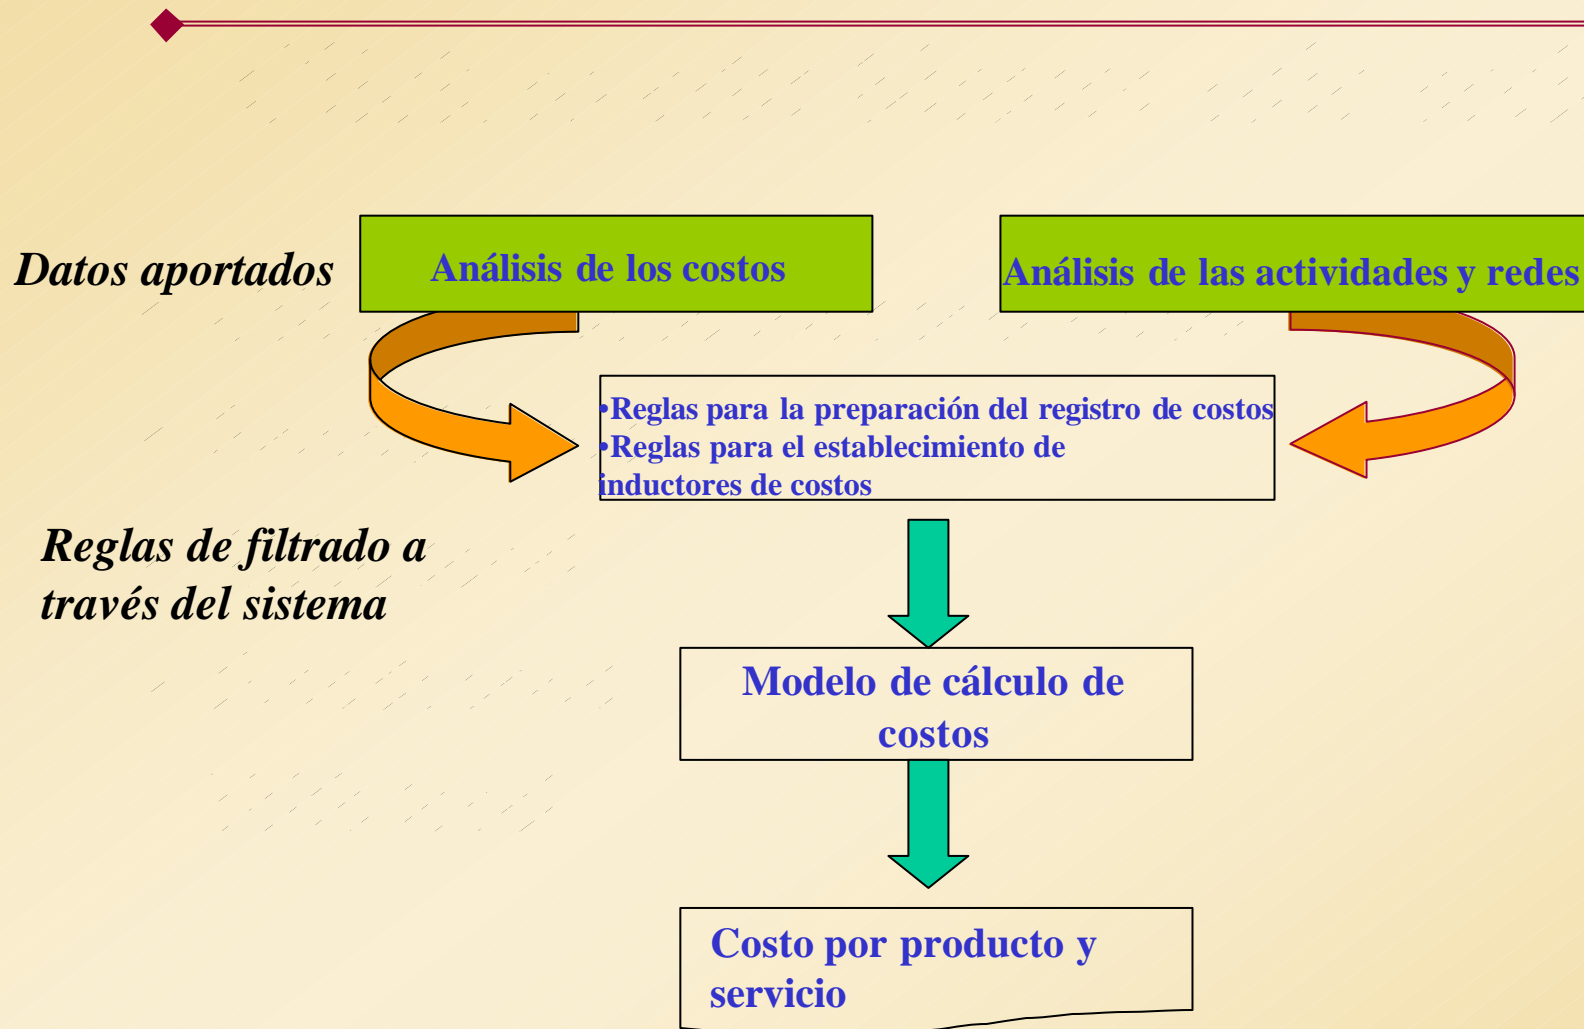 Datos aportados
Análisis de los costos
Análisis de las actividades y redes
•Reglas para la preparación del registro de costos
•Reglas para el establecimiento de
inductores de costos
Reglas de filtrado a
través del sistema
Modelo de cálculo de
costos
Costo por producto y
servicio